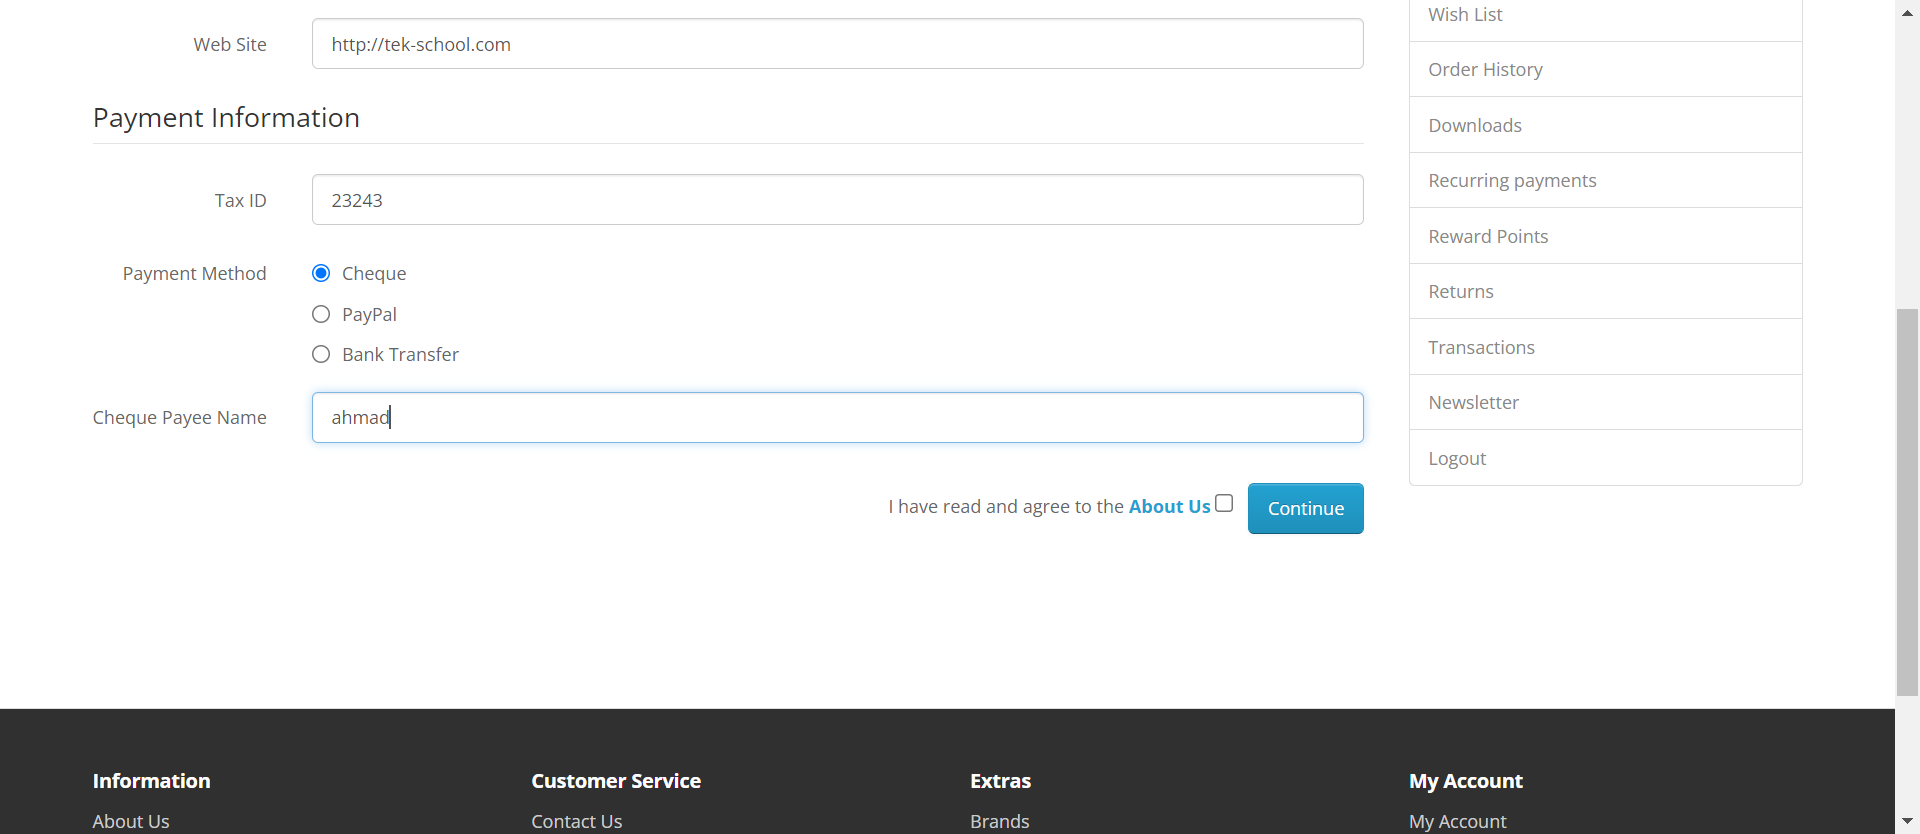 Web Site
http://tek-school.com
Payment Information
Tax ID
23243
Payment Method
Cheque
PayPal
Bank Transfer
Cheque Payee Name
ahmad
I have read and agree to the About Us
Continue
Wish List
Order History
Downloads
Recurring payments
Reward Points
Returns
Transactions
Newsletter
Logout
Information
About Us
Customer Service
Contact Us
Extras
Brands
My Account
My Account